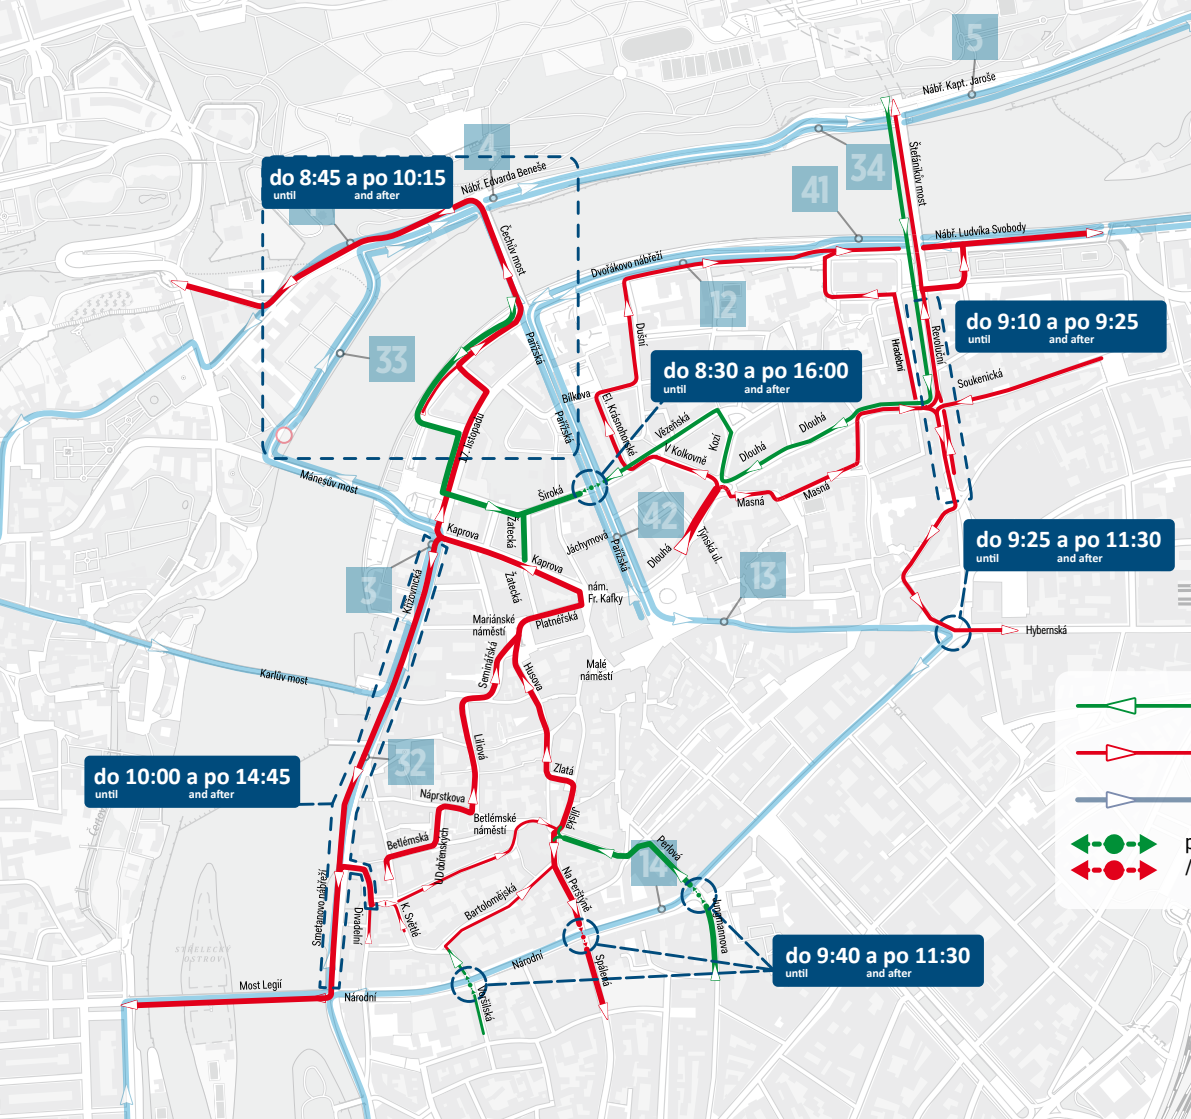 5
Nábř. Kapt. Jaroše
4
34
41
do 8:45 a po 10:15
until and after
Nábř. Edvarda Beneše
Štefánikův most
Čechův most
Nábř. Ludvíka Svobody
Dvořákovo nábřeží
12
33
Pařížská
Dušní
Hradební
Revoluční
do 9:10 a po 9:25
until and after
do 8:30 a po 16:00
until and after
Soukenická
Bílkova
El. Krásnohorské
Pařížská
Vězeňská
Kozí
Dlouhá
Dlouhá
V Kolkovně
17. listopadu
Mánesův most
Široká
Masná
Masná
42
Kaprova
Žatecká
Jáchymova
Pařížská
Dlouhá
Týnská ul.
do 9:25 a po 11:30
until and after
Kaprova
13
3
Křižovnická
Žatecká
nám.
Fr. Kafky
Mariánské
náměstí
Platnéřská
Hybernská
Karlův most
Seminářská
Husova
Malé
náměstí
Liliová
32
do 10:00 a po 14:45
until and after
Zlatá
Náprstkova
Betlémské
náměstí
Jilská
Betlémská
U Dobřenských
Perlová
14
Na Perštýně
Bartolomějská
Smetanovo nábřeží
Divadelní
K. Světlé
Jungmannova
STŘELECKÝ
OSTROV
Národní
Spálená
do 9:40 a po 11:30
until and after
Most Legií
Národní
Voršilská